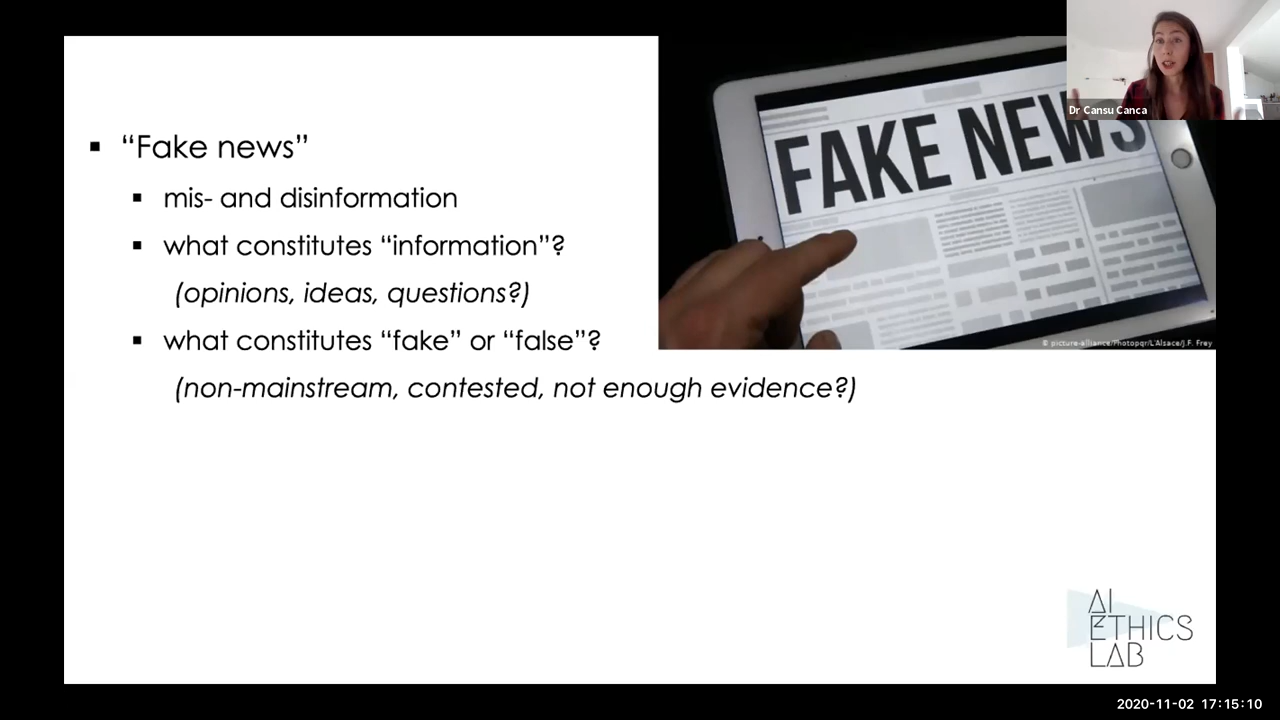 “Fake news”
mis- and disinformation
what constitutes “information”?
(opinions, ideas, questions?)
what constitutes “fake” or “false”?
(non-mainstream, contested, not enough evidence?)
FAKE NEWS
© picture-alliance/Photopqr/L'Alsace/J.F. Frey
Dr Cansu Canca
AI
ETHICS
LAB
2020-11-02 17:15:10